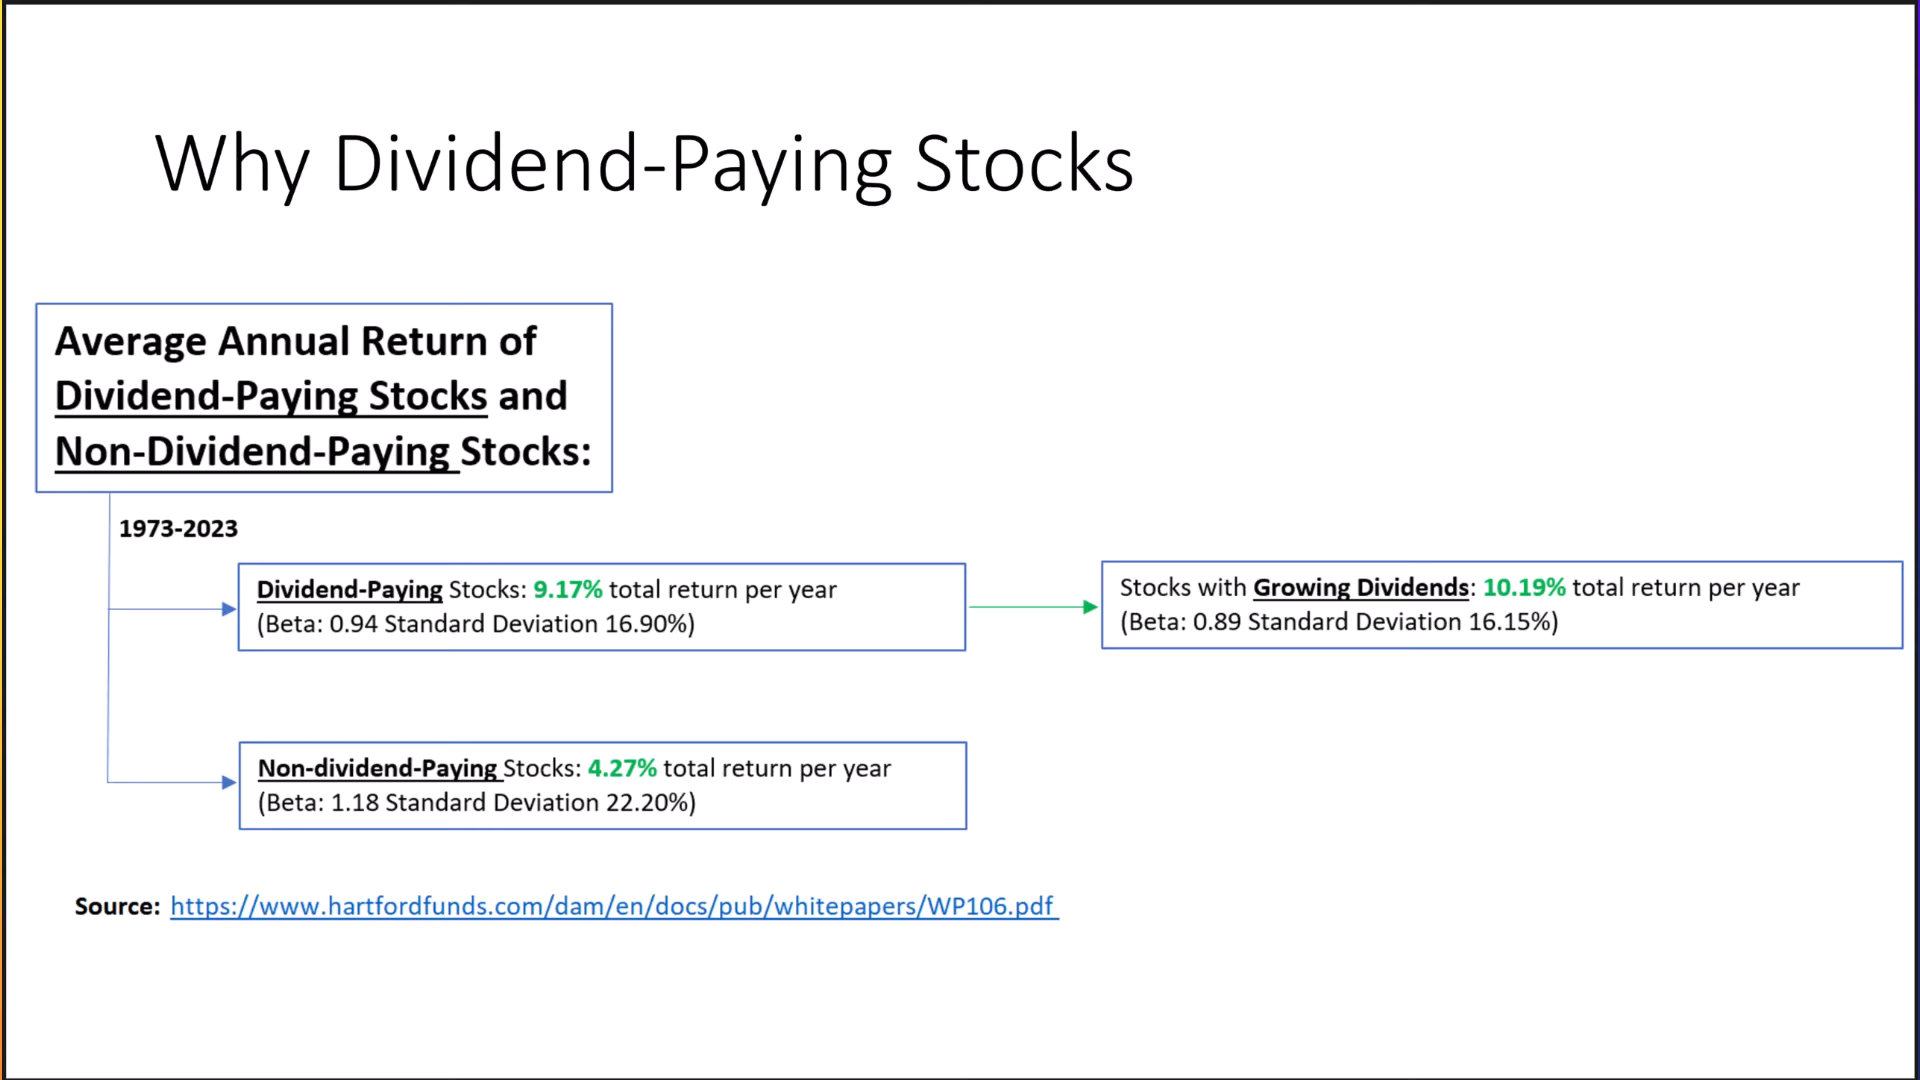 Why Dividend-Paying Stocks
Average Annual Return of
Dividend-Paying Stocks and
Non-Dividend-Paying Stocks:
1973-2023
Dividend-Paying Stocks: 9.17% total return per year
(Beta: 0.94 Standard Deviation 16.90%)
Stocks with Growing Dividends: 10.19% total return per year
(Beta: 0.89 Standard Deviation 16.15%)
Non-dividend-Paying Stocks: 4.27% total return per year
(Beta: 1.18 Standard Deviation 22.20%)
Source: https://www.hartfordfunds.com/dam/en/docs/pub/whitepapers/WP106.pdf